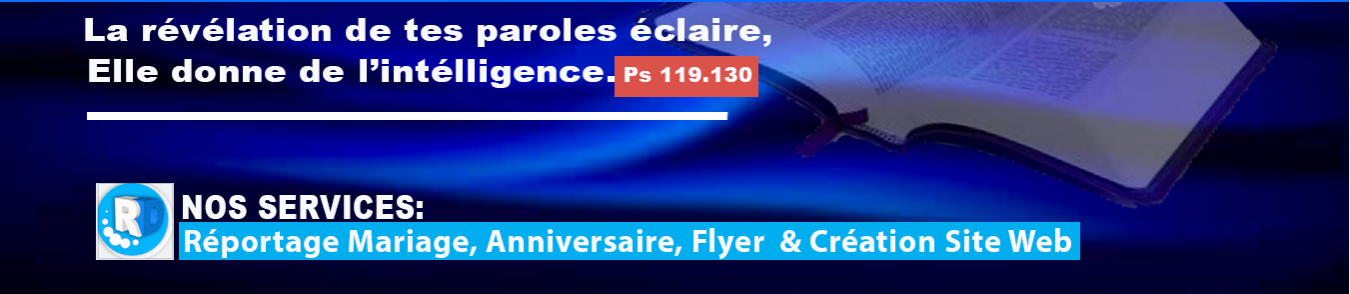 La révélation de tes paroles éclaire,
Elle donne de l’intélligence. Ps 119.130
RD
NOS SERVICES:
Réportage Mariage, Anniversaire, Flyer & Création Site Web